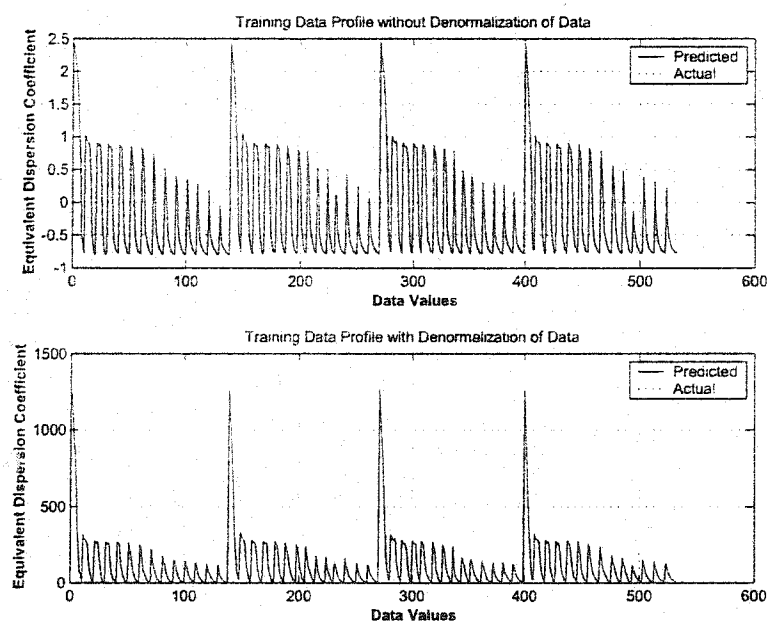 Training Data Profile without Denormalization of Data
Equivalent Dispersion Coefficient
2.5
2
1
0.5
0
-0.5
-1
Predicted
Actual
0
100
200
300
400
500
600
Data Values
Training Data Profile with Denormalization of Data
Equivalent Dispersion Coefficient
1500
1000
500
0
Predicted
Actual
0
100
200
300
400
500
600
Data Values